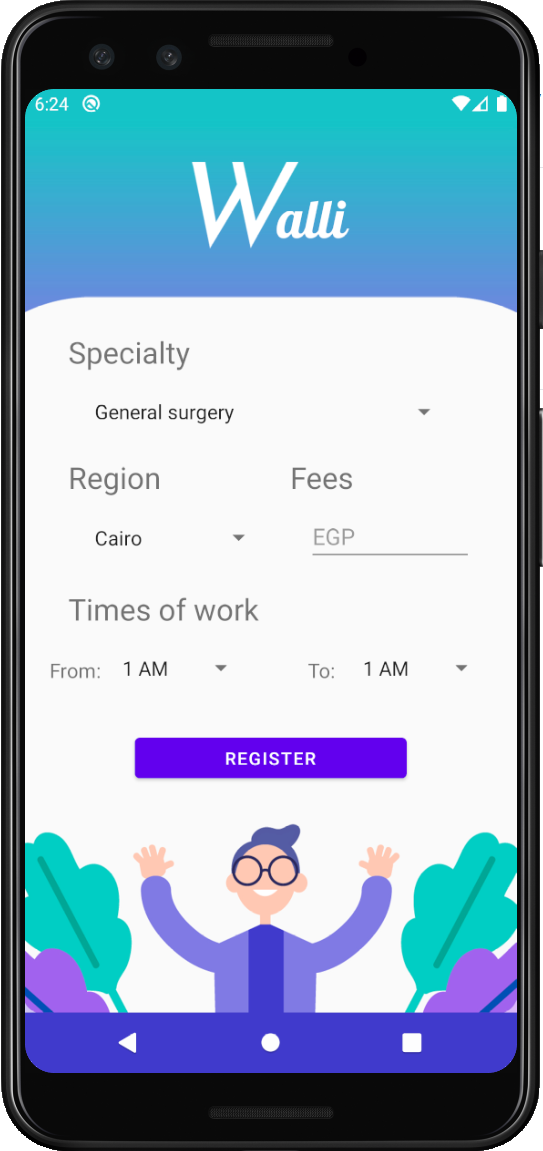 6:24
Walli
Specialty
General surgery
Region Fees
Cairo EGP
Times of work
From: 1 AM To: 1 AM
REGISTER